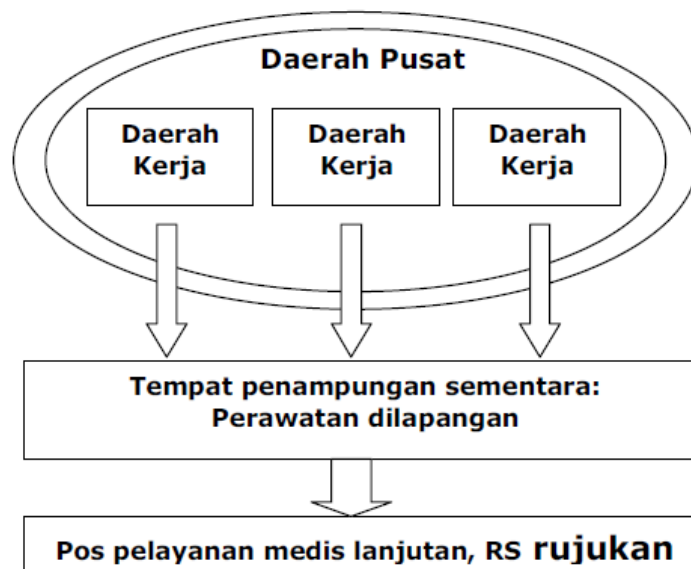 Daerah Pusat
Daerah
Kerja
Daerah
Kerja
Daerah
Kerja
Tempat penampungan sementara:
Perawatan dilapangan
Pos pelayanan medis lanjutan, RS rujukan